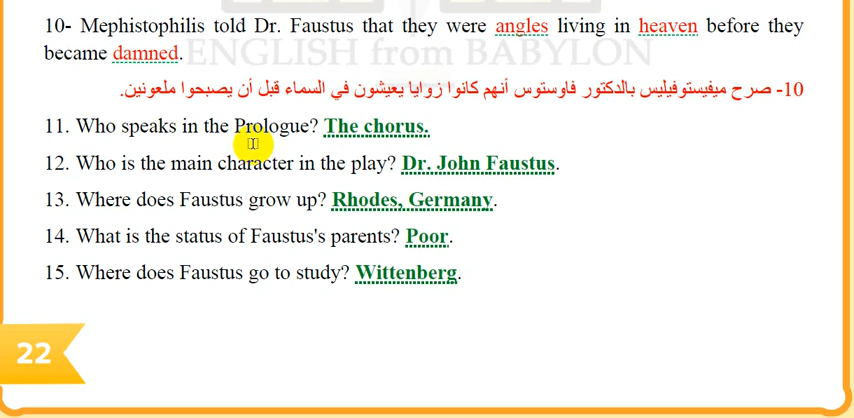 10- Mephistophilis told Dr. Faustus that they were angles living in heaven before they
became damned.
ENGLISH from BABYLON
10- صرح ميفيستوفيليس بالدكتور فاوستوس أنهم كانوا زوايا يعيشون في السماء قبل أن يصبحوا ملعونين.
11. Who speaks in the Prologue? The chorus.
12. Who is the main character in the play? Dr. John Faustus.
13. Where does Faustus grow up? Rhodes, Germany.
14. What is the status of Faustus's parents? Poor.
15. Where does Faustus go to study? Wittenberg.
22